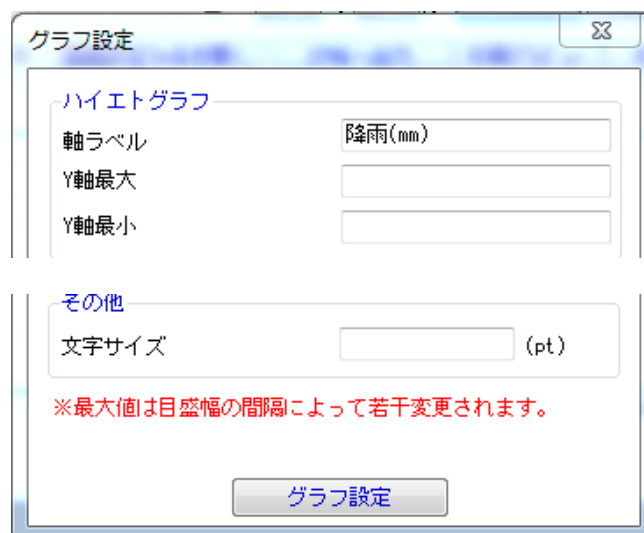 グラフ設定
ハイエトグラフ
軸ラベル
降雨(mm)
Y軸最大
Y軸最小
その他
文字サイズ
(pt)
※最大値は目盛幅の間隔によって若干変更されます。
グラフ設定